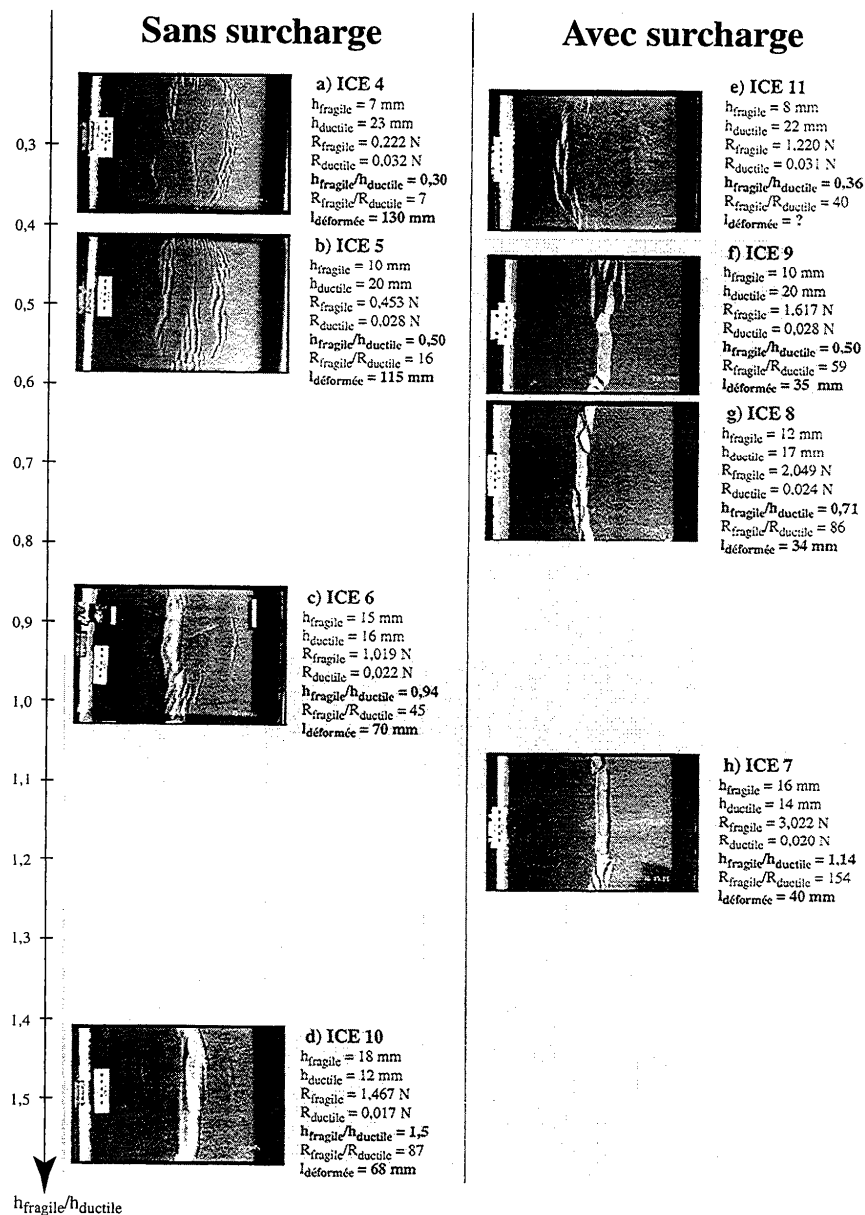 Sans surcharge
a) ICE 4
h_fragile = 7 mm
h_ductile = 23 mm
R_fragile = 0,222 N
R_ductile = 0,032 N
h_fragile/h_ductile = 0,30
R_fragile/R_ductile = 7
l_déformée = 130 mm
b) ICE 5
h_fragile = 10 mm
h_ductile = 20 mm
R_fragile = 0,453 N
R_ductile = 0,028 N
h_fragile/h_ductile = 0,50
R_fragile/R_ductile = 16
l_déformée = 115 mm
c) ICE 6
h_fragile = 15 mm
h_ductile = 16 mm
R_fragile = 1,019 N
R_ductile = 0,022 N
h_fragile/h_ductile = 0,94
R_fragile/R_ductile = 45
l_déformée = 70 mm
d) ICE 10
h_fragile = 18 mm
h_ductile = 12 mm
R_fragile = 1,467 N
R_ductile = 0,017 N
h_fragile/h_ductile = 1,5
R_fragile/R_ductile = 87
l_déformée = 68 mm
Avec surcharge
e) ICE 11
h_fragile = 8 mm
h_ductile = 22 mm
R_fragile = 1,220 N
R_ductile = 0,031 N
h_fragile/h_ductile = 0,36
R_fragile/R_ductile = 40
l_déformée = ?
f) ICE 9
h_fragile = 10 mm
h_ductile = 20 mm
R_fragile = 1,617 N
R_ductile = 0,028 N
h_fragile/h_ductile = 0,50
R_fragile/R_ductile = 59
l_déformée = 35 mm
g) ICE 8
h_fragile = 12 mm
h_ductile = 17 mm
R_fragile = 2,049 N
R_ductile = 0,024 N
h_fragile/h_ductile = 0,71
R_fragile/R_ductile = 86
l_déformée = 34 mm
h) ICE 7
h_fragile = 16 mm
h_ductile = 14 mm
R_fragile = 3,022 N
R_ductile = 0,020 N
h_fragile/h_ductile = 1,14
R_fragile/R_ductile = 154
l_déformée = 40 mm
0,3
0,4
0,5
0,6
0,7
0,8
0,9
1,0
1,1
1,2
1,3
1,4
1,5
h_fragile/h_ductile